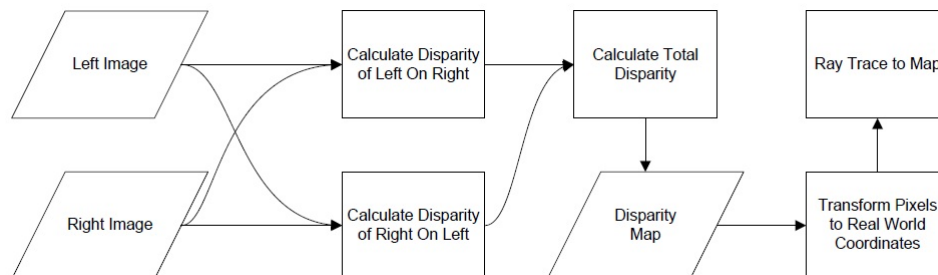 Left Image
Calculate Disparity
of Left On Right
Calculate Total
Disparity
Ray Trace to Map
Right Image
Calculate Disparity
of Right On Left
Disparity
Map
Transform Pixels
to Real World
Coordinates